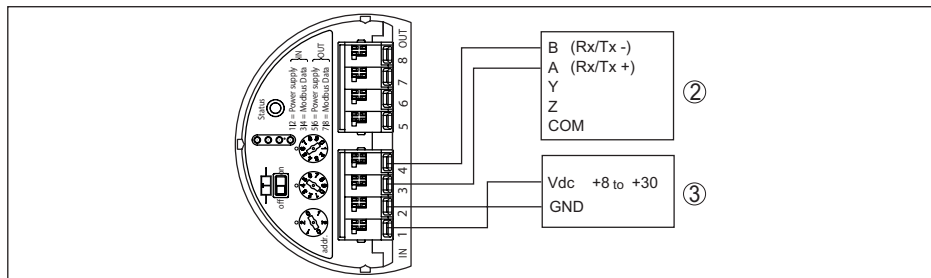 OUT
8
7
6
5
4
3
2
1
IN
Status
1|2 = Power supply
3|4 = Modbus Data
IN
5|6 = Power supply
7|8 = Modbus Data
OUT
on
off
addr.
B (Rx/Tx -)
A (Rx/Tx +)
Y
Z
COM
②
Vdc +8 to +30
GND
③